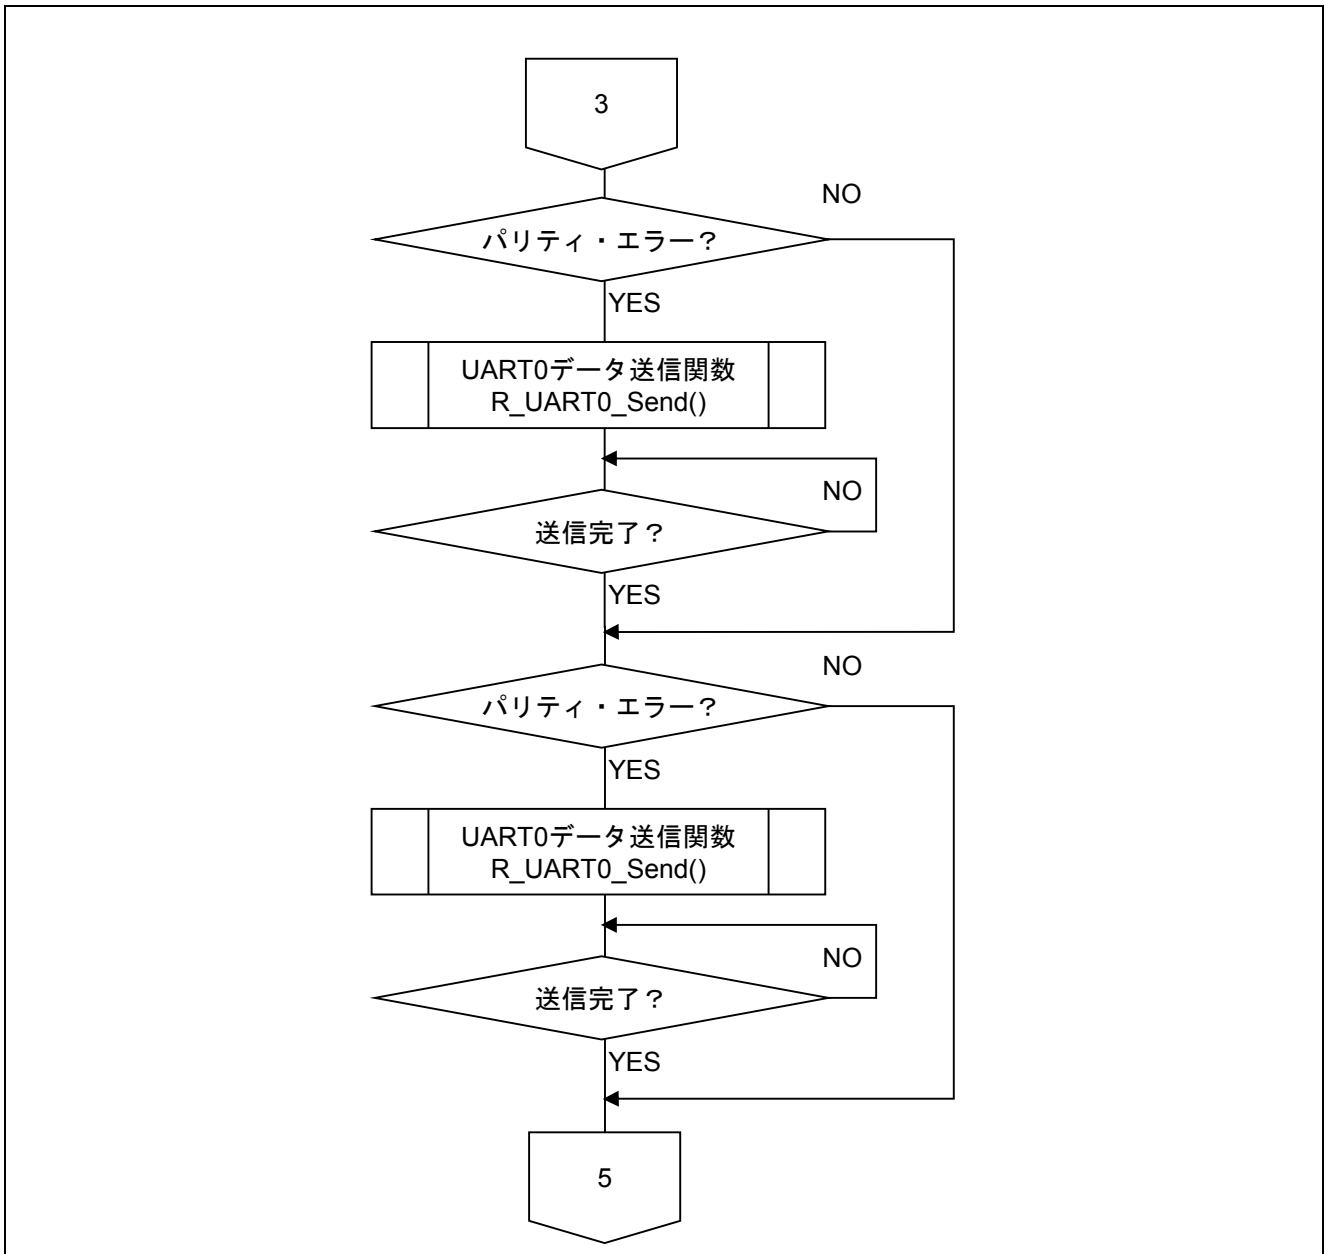 3
NO
パリティ・エラー？
YES
UART0データ送信関数
R_UART0_Send()
NO
送信完了？
YES
NO
パリティ・エラー？
YES
UART0データ送信関数
R_UART0_Send()
NO
送信完了？
YES
5